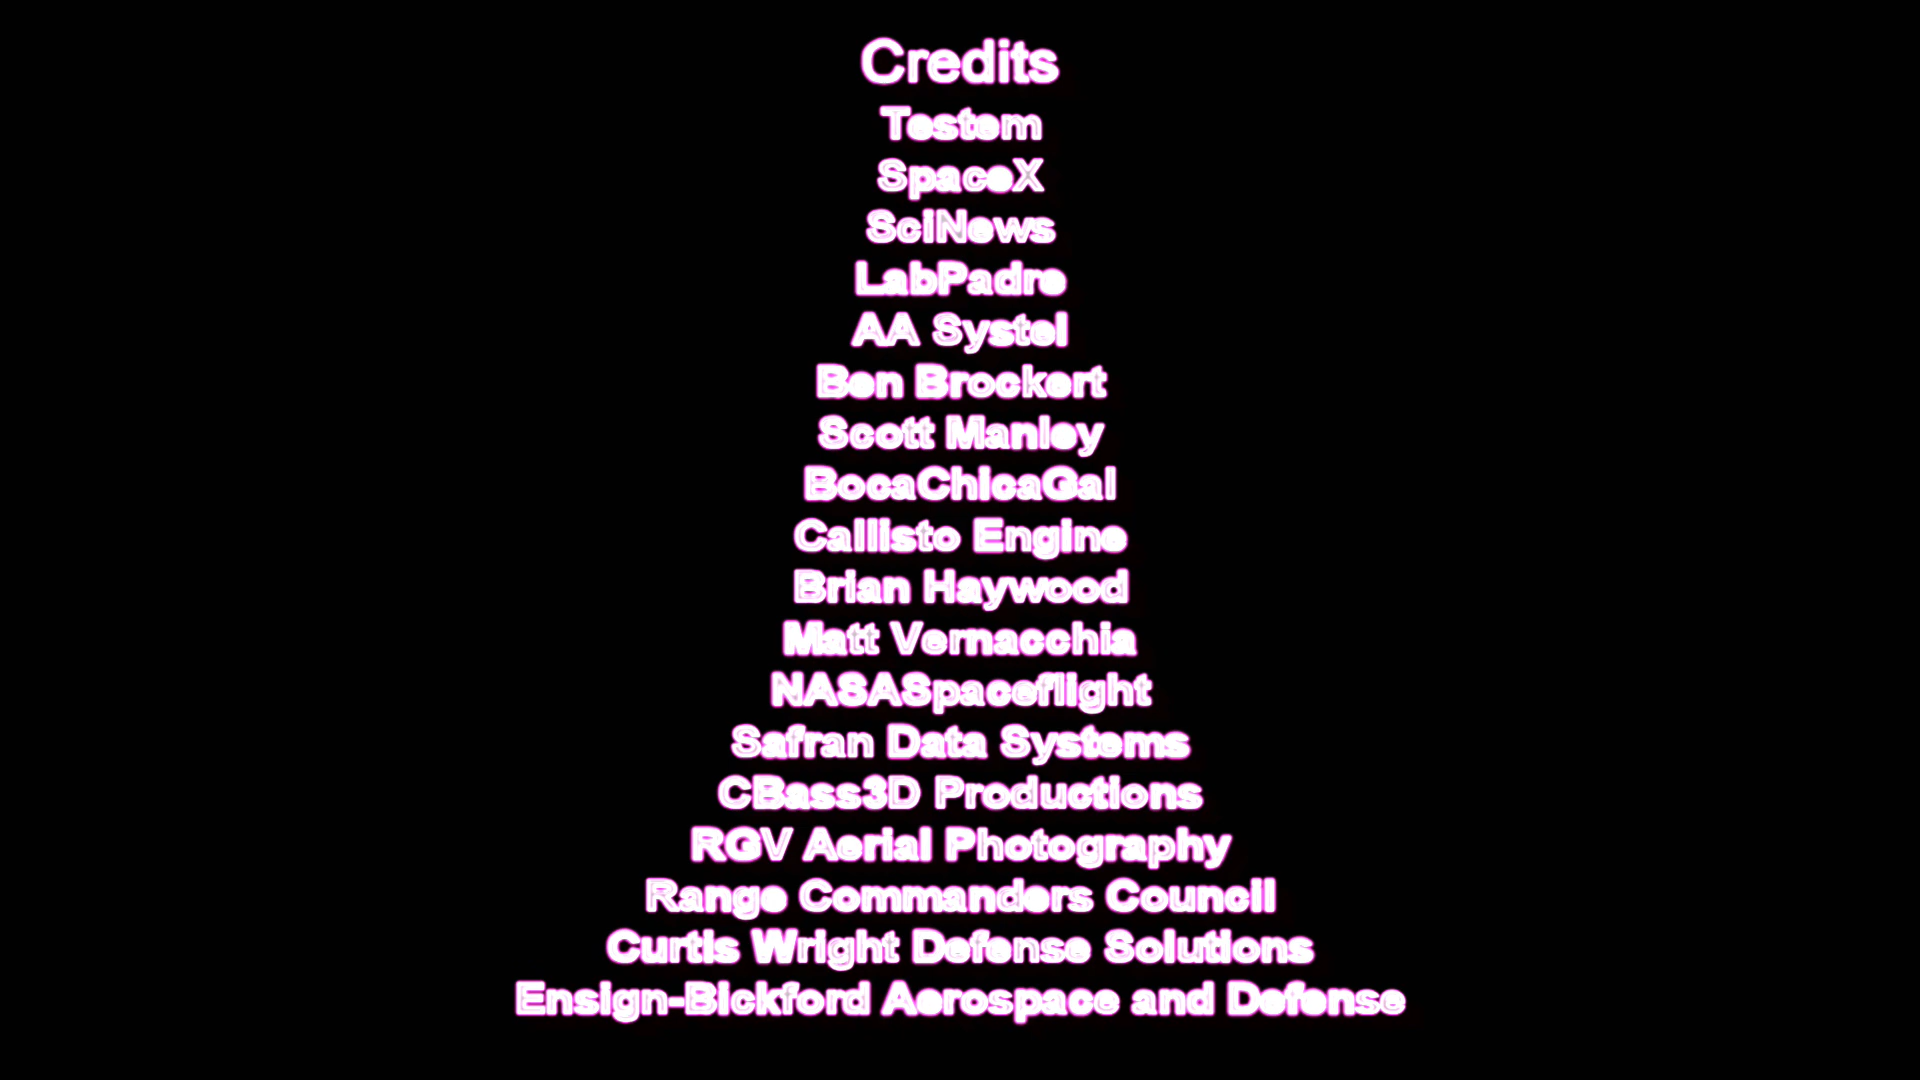 Credits
Testem
SpaceX
SciNews
LabPadre
AA Systel
Ben Brockert
Scott Manley
BocaChicaGal
Callisto Engine
Brian Haywood
Matt Vernacchia
NASASpaceflight
Safran Data Systems
CBass3D Productions
RGV Aerial Photography
Range Commanders Council
Curtis Wright Defense Solutions
Ensign-Bickford Aerospace and Defense